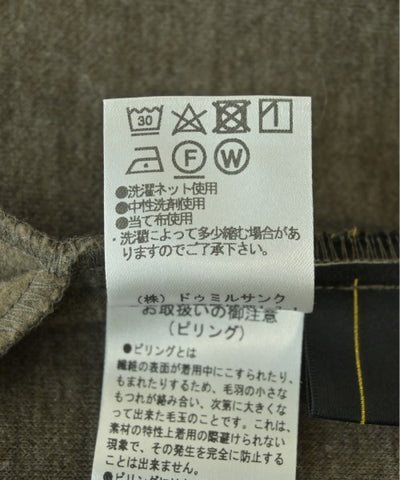 30
F
W
●洗濯ネット使用
●中性洗剤使用
●当て布使用
・洗濯によって多少縮む場合があ
りますのでご了承下さい。
(株) ドゥミルサンク
お取扱いの御注意
(ピリング)
●ピリングとは
繊維の表面が着用中にこすられたり、
もまれたりするため、毛羽の小さな
もつれが絡み合い、次第に大きくな
って出来た毛玉のことです。これは、
素材の特性上着用の際避けられない
現象で、その発生を完全に防止する
ことは出来ません。